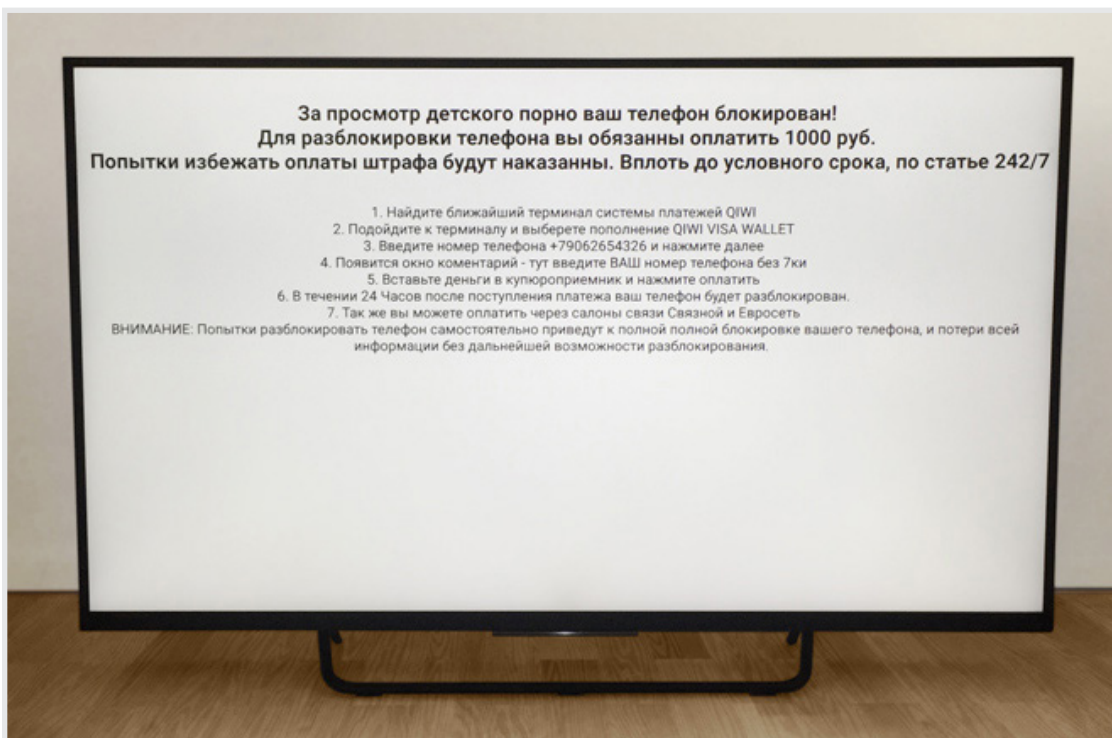 За просмотр детского порно ваш телефон блокирован!
Для разблокировки телефона вы обязанны оплатить 1000 руб.
Попытки избежать оплаты штрафа будут наказанны. Вплоть до условного срока, по статье 242/7
1. Найдите ближайший терминал системы платежей QIWI
2. Подойдите к терминалу и выберете пополнение QIWI VISA WALLET
3. Введите номер телефона +79062654326 и нажмите далее
4. Появится окно коментарий - тут введите ВАШ номер телефона без 7ки
5. Вставьте деньги в купюроприемник и нажмите оплатить
6. В течении 24 Часов после поступления платежа ваш телефон будет разблокирован.
7. Так же вы можете оплатить через салоны связи Связной и Евросеть
ВНИМАНИЕ: Попытки разблокировать телефон самостоятельно приведут к полной полной блокировке вашего телефона, и потери всей
информации без дальнейшей возможности разблокирования.